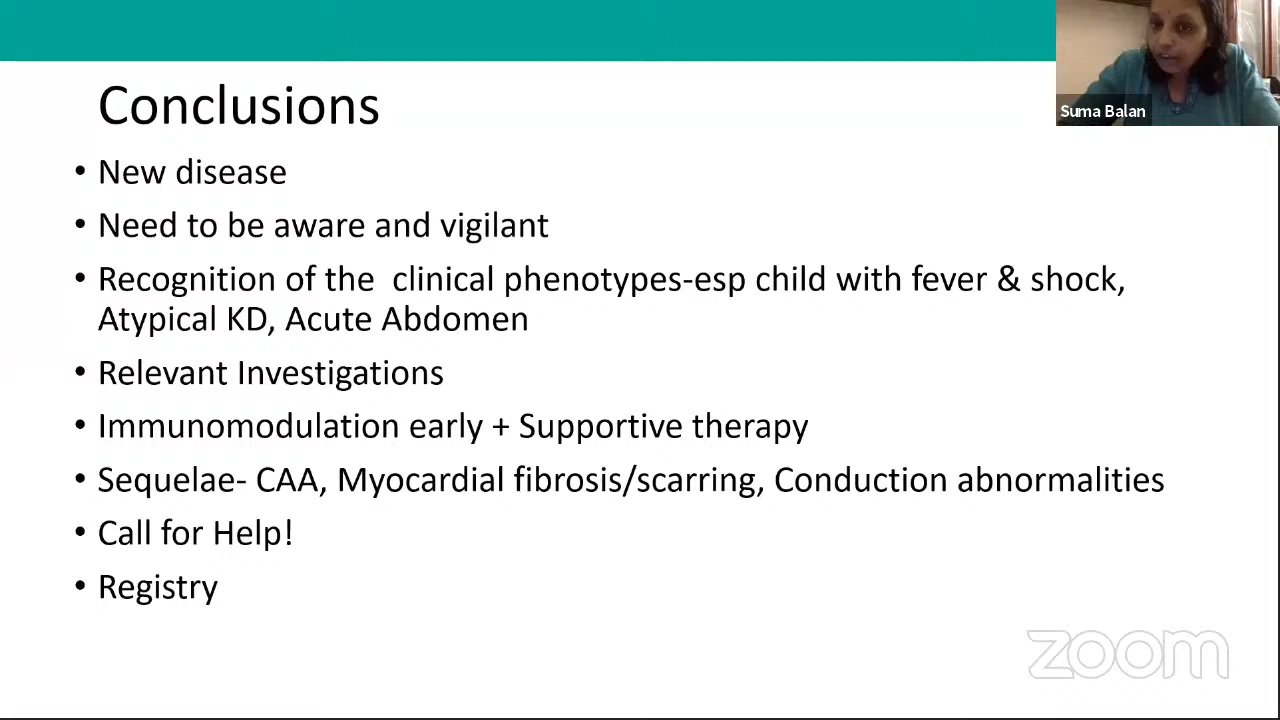 Conclusions
Suma Balan
• New disease
• Need to be aware and vigilant
• Recognition of the  clinical phenotypes-esp child with fever & shock,
Atypical KD, Acute Abdomen
• Relevant Investigations
• Immunomodulation early + Supportive therapy
• Sequelae- CAA, Myocardial fibrosis/scarring, Conduction abnormalities
• Call for Help!
• Registry
zoom